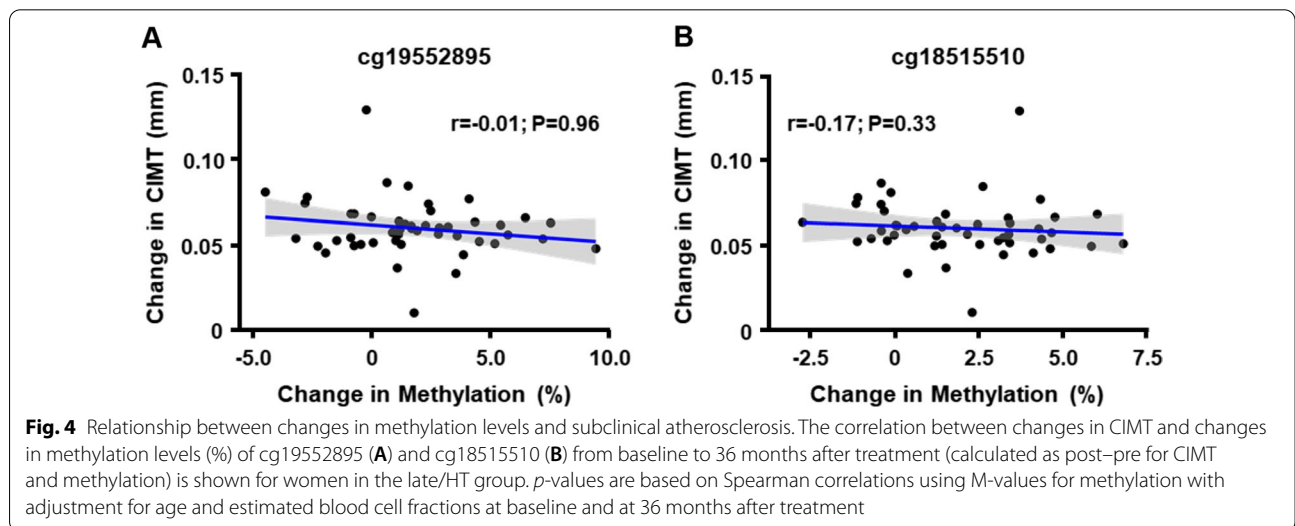 A
B
cg19552895
cg18515510
Change in CIMT (mm)
0.15
0.10
0.05
0
r=-0.01; P=0.96
-5.0 0 5.0 10.0
Change in Methylation (%)
Change in CIMT (mm)
0.15
0.10
0.05
0
r=-0.17; P=0.33
-2.5 0 2.5 5.0 7.5
Change in Methylation (%)
Fig. 4 Relationship between changes in methylation levels and subclinical atherosclerosis. The correlation between changes in CIMT and changes
in methylation levels (%) of cg19552895 (A) and cg18515510 (B) from baseline to 36 months after treatment (calculated as post–pre for CIMT
and methylation) is shown for women in the late/HT group. p-values are based on Spearman correlations using M-values for methylation with
adjustment for age and estimated blood cell fractions at baseline and at 36 months after treatment